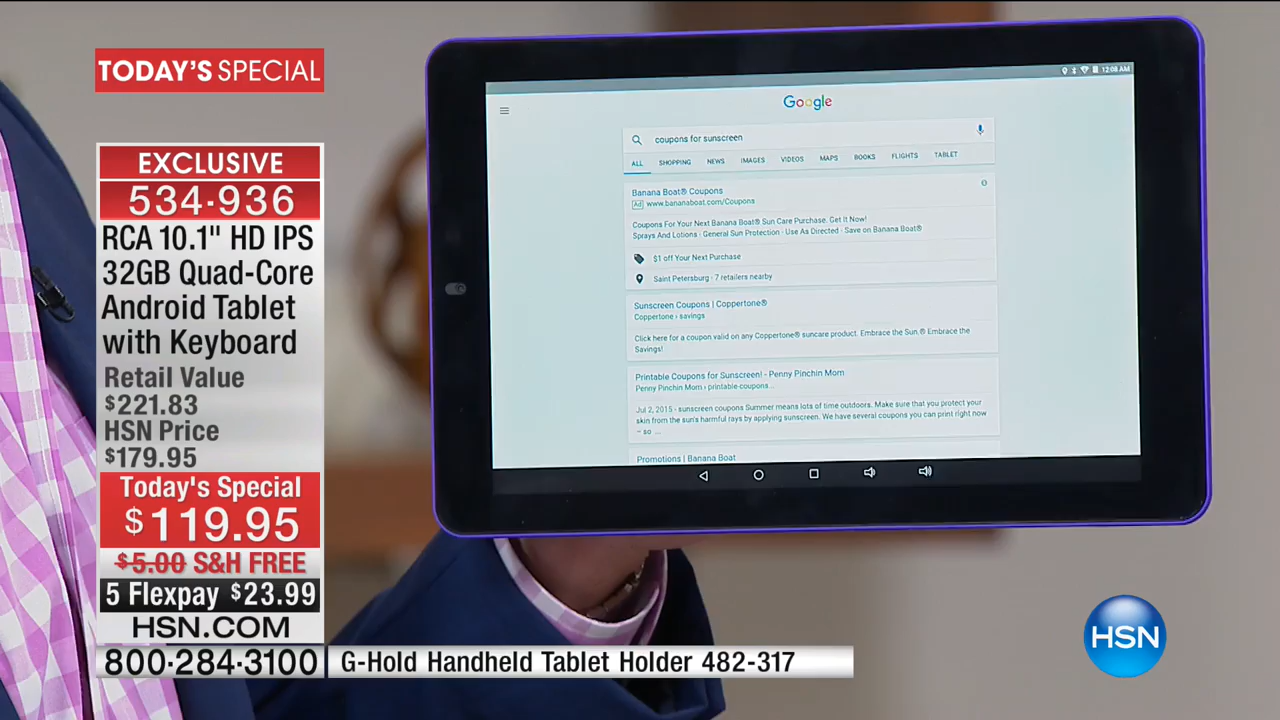 TODAY'S SPECIAL
EXCLUSIVE
534-936
RCA 10.1" HD IPS
32GB Quad-Core
Android Tablet
with Keyboard
Retail Value
$221.83
HSN Price
$179.95
Today's Special
$119.95
$5.00 S&H FREE
5 Flexpay $23.99
HSN.COM
800-284-3100
G-Hold Handheld Tablet Holder 482-317
HSN
12:08 AM
Google
coupons for sunscreen
ALL SHOPPING NEWS IMAGES VIDEOS MAPS BOOKS FLIGHTS TABLET
Banana Boat® Coupons
Ad www.bananaboat.com/Coupons
Coupons For Your Next Banana Boat® Sun Care Purchase. Get It Now!
Sprays And Lotions · General Sun Protection · Use As Directed · Save on Banana Boat®
$1 off Your Next Purchase
Saint Petersburg · 7 retailers nearby
Sunscreen Coupons | Coppertone®
Coppertone › savings
Click here for a coupon valid on any Coppertone® suncare product. Embrace the Sun.® Embrace the
Savings!
Printable Coupons for Sunscreen! - Penny Pinchin Mom
Penny Pinchin Mom › printable-coupons...
Jul 2, 2015 - sunscreen coupons Summer means lots of time outdoors. Make sure that you protect your
skin from the sun's harmful rays by applying sunscreen. We have several coupons you can print right now
– so ...
Promotions | Banana Boat